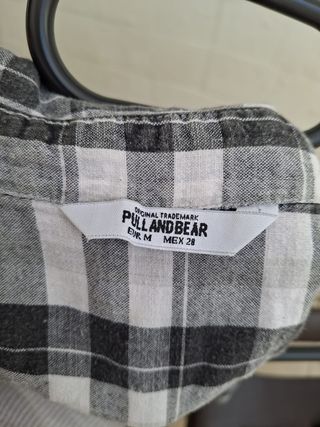 ORIGINAL TRADEMARK
PULLANDBEAR
EUR M MEX 28